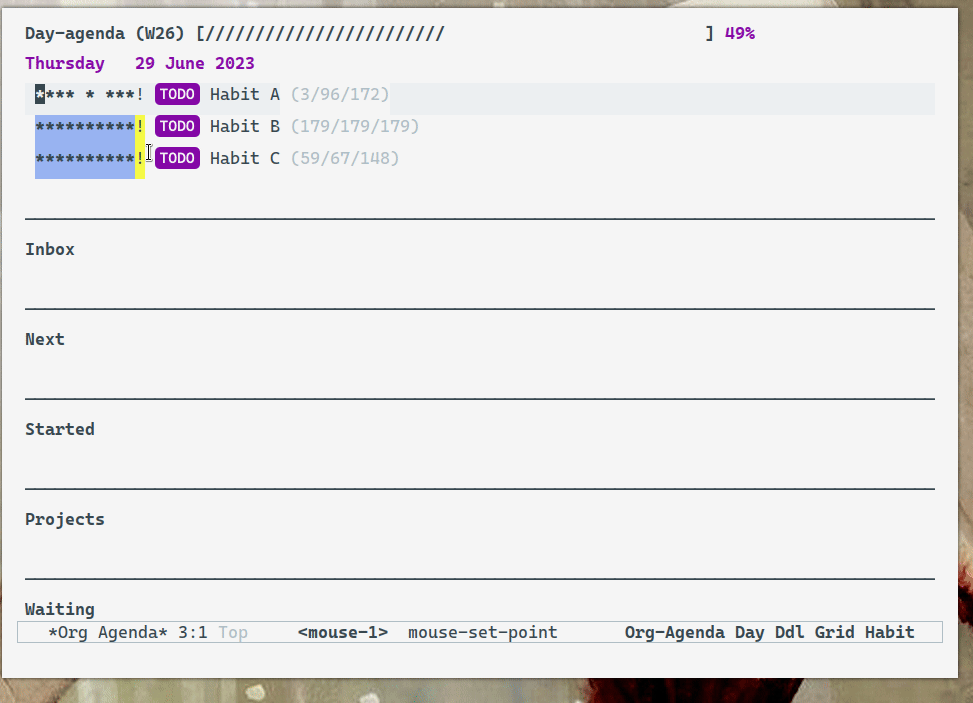 Day-agenda (W26) [//////////////////////// ] 49%
Thursday 29 June 2023
**** * ***! TODO Habit A (3/96/172)
**********! TODO Habit B (179/179/179)
**********! TODO Habit C (59/67/148)
Inbox
Next
Started
Projects
Waiting
*Org Agenda* 3:1 Top <mouse-1> mouse-set-point Org-Agenda Day Ddl Grid Habit